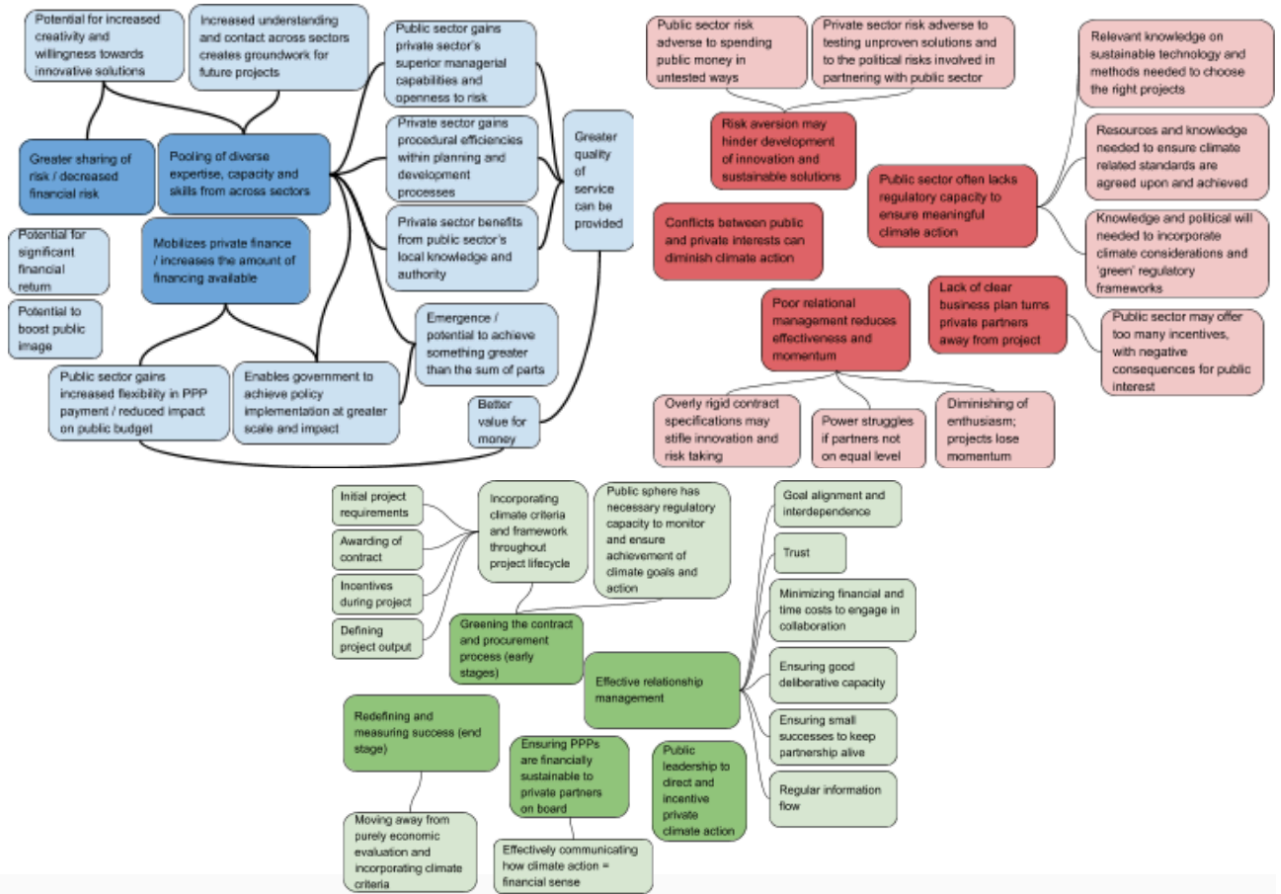 Potential for increased
creativity and
willingness towards
innovative solutions
Increased understanding
and contact across sectors
creates groundwork for
future projects
Public sector gains
private sector's
superior managerial
capabilities and
openness to risk
Greater sharing of
risk / decreased
financial risk
Pooling of diverse
expertise, capacity and
skills from across sectors
Private sector gains
procedural efficiencies
within planning and
development
processes
Greater
quality
of
service
can be
provided
Potential for
significant
financial
return
Mobilizes private finance
/ increases the amount of
financing available
Private sector benefits
from public sector's
local knowledge and
authority
Potential to
boost public
image
Emergence /
potential to achieve
something greater
than the sum of parts
Public sector gains
increased flexibility in PPP
payment / reduced impact
on public budget
Enables government to
achieve policy
implementation at greater
scale and impact
Better
value for
money
Public sector risk
adverse to spending
public money in
untested ways
Private sector risk adverse to
testing unproven solutions and
to the political risks involved in
partnering with public sector
Relevant knowledge on
sustainable technology and
methods needed to choose
the right projects
Risk aversion may
hinder development
of innovation and
sustainable solutions
Resources and knowledge
needed to ensure climate
related standards are
agreed upon and achieved
Public sector often lacks
regulatory capacity to
ensure meaningful
climate action
Conflicts between public
and private interests can
diminish climate action
Knowledge and political will
needed to incorporate
climate considerations and
'green' regulatory
frameworks
Poor relational
management reduces
effectiveness and
momentum
Lack of clear
business plan turns
private partners
away from project
Public sector may offer
too many incentives,
with negative
consequences for public
interest
Overly rigid contract
specifications may
stifle innovation and
risk taking
Power struggles
if partners not
on equal level
Diminishing of
enthusiasm;
projects lose
momentum
Initial project
requirements
Awarding of
contract
Incentives
during project
Defining
project output
Incorporating
climate criteria
and framework
throughout
project lifecycle
Public sphere has
necessary regulatory
capacity to monitor
and ensure
achievement of
climate goals and
action
Goal alignment and
interdependence
Trust
Minimizing financial and
time costs to engage in
collaboration
Greening the contract
and procurement
process (early
stages)
Effective relationship
management
Ensuring good
deliberative capacity
Ensuring small
successes to keep
partnership alive
Regular information
flow
Redefining and
measuring success (end
stage)
Ensuring PPPs
are financially
sustainable to
private partners
on board
Public
leadership to
direct and
incentive
private
climate action
Moving away from
purely economic
evaluation and
incorporating climate
criteria
Effectively communicating
how climate action =
financial sense